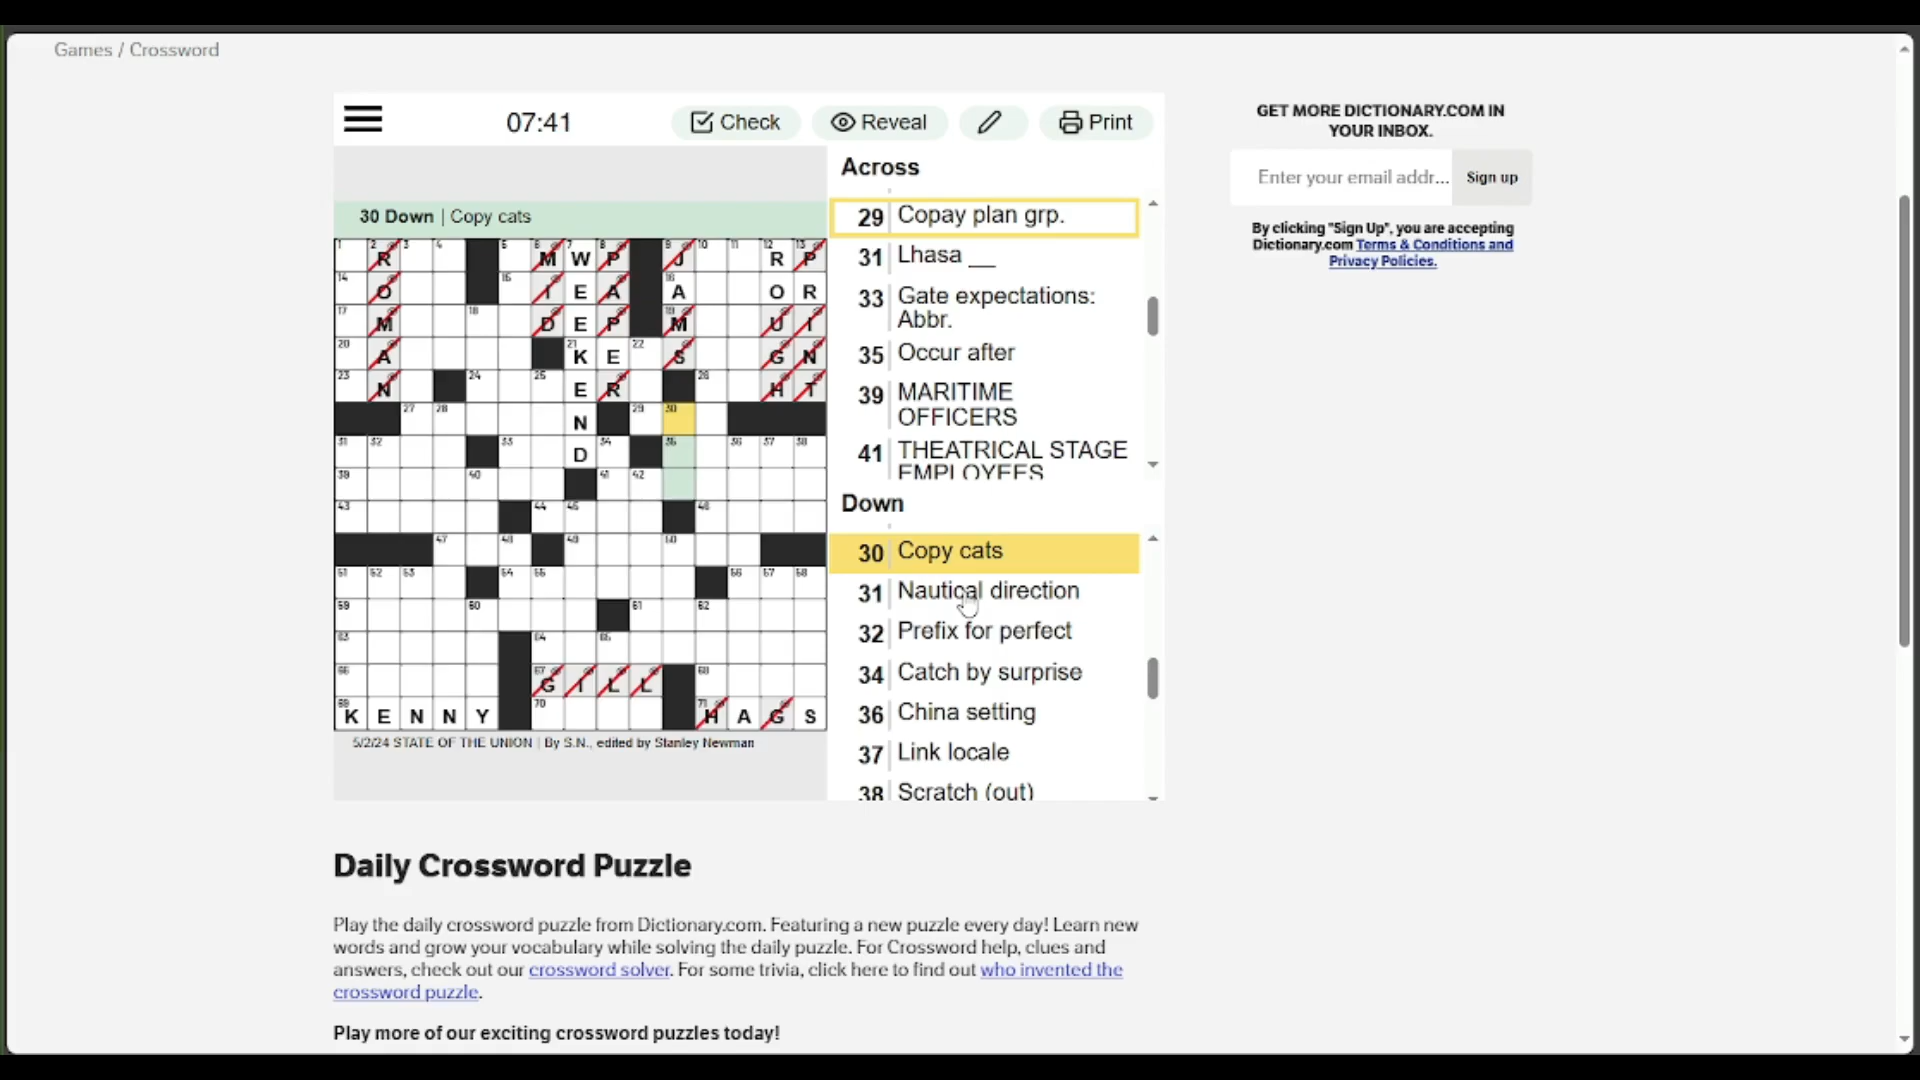 Games / Crossword
07:41
Check
Reveal
Print
GET MORE DICTIONARY.COM IN
YOUR INBOX.
Enter your email addr...
Sign up
By clicking "Sign Up", you are accepting
Dictionary.com Terms & Conditions and
Privacy Policies.
30 Down | Copy cats
Across
29 Copay plan grp.
31 Lhasa __
33 Gate expectations:
Abbr.
35 Occur after
39 MARITIME
OFFICERS
41 THEATRICAL STAGE
EMPLOYEES
Down
30 Copy cats
31 Nautical direction
32 Prefix for perfect
34 Catch by surprise
36 China setting
37 Link locale
38 Scratch (out)
R M W P J R P
O I E A A O R
M D E P M U I
A K E S G N
N E R H T
N
D
G I L L
K E N N Y H A G S
5/2/24 STATE OF THE UNION | By S.N., edited by Stanley Newman
Daily Crossword Puzzle
Play the daily crossword puzzle from Dictionary.com. Featuring a new puzzle every day! Learn new
words and grow your vocabulary while solving the daily puzzle. For Crossword help, clues and
answers, check out our crossword solver. For some trivia, click here to find out who invented the
crossword puzzle.
Play more of our exciting crossword puzzles today!